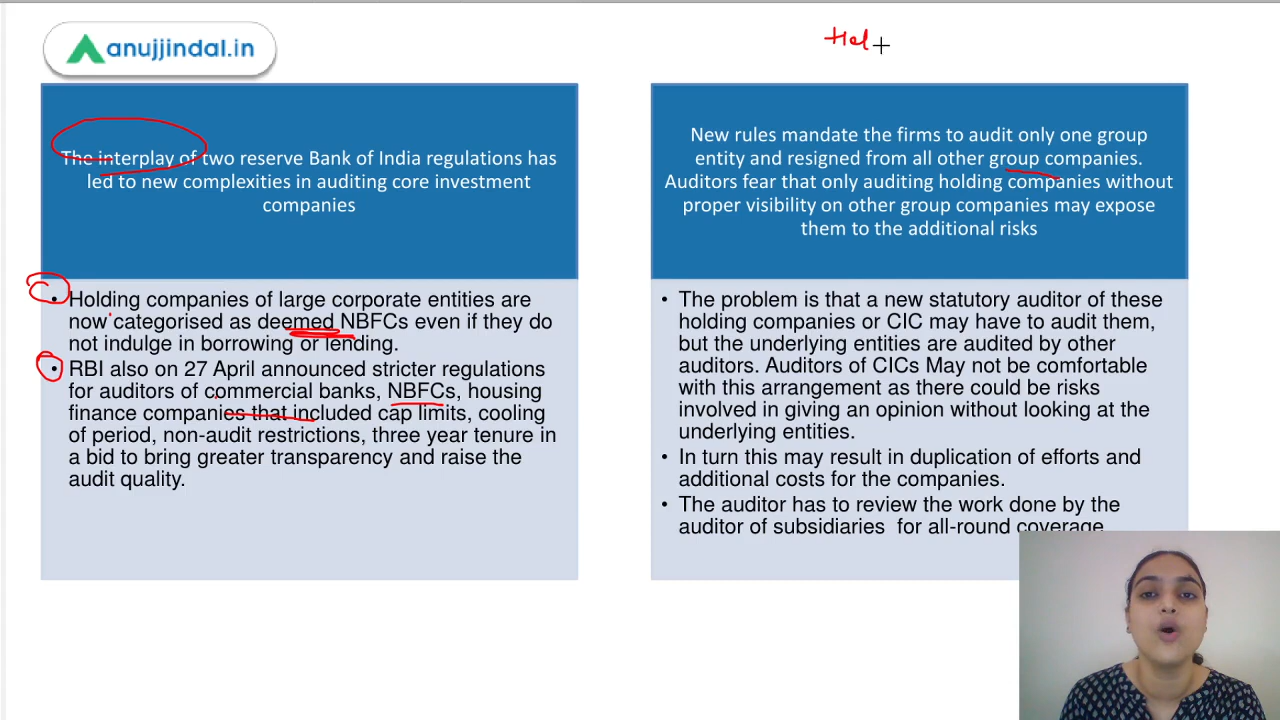 anujjindal.in
Hol
The interplay of two reserve Bank of India regulations has
led to new complexities in auditing core investment
companies
Holding companies of large corporate entities are
now categorised as deemed NBFCs even if they do
not indulge in borrowing or lending.
RBI also on 27 April announced stricter regulations
for auditors of commercial banks, NBFCs, housing
finance companies that included cap limits, cooling
of period, non-audit restrictions, three year tenure in
a bid to bring greater transparency and raise the
audit quality.
New rules mandate the firms to audit only one group
entity and resigned from all other group companies.
Auditors fear that only auditing holding companies without
proper visibility on other group companies may expose
them to the additional risks
The problem is that a new statutory auditor of these
holding companies or CIC may have to audit them,
but the underlying entities are audited by other
auditors. Auditors of CICs May not be comfortable
with this arrangement as there could be risks
involved in giving an opinion without looking at the
underlying entities.
In turn this may result in duplication of efforts and
additional costs for the companies.
The auditor has to review the work done by the
auditor of subsidiaries for all-round coverage